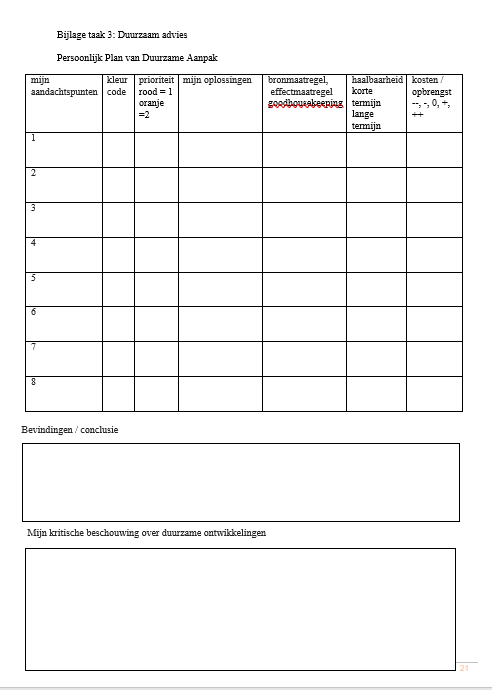 Bijlage taak 3: Duurzaam advies
Persoonlijk Plan van Duurzame Aanpak
mijn aandachtspunten
kleur code
prioriteit rood = 1 oranje =2
mijn oplossingen
bronmaatregel, effectmaatregel goodhousekeeping
haalbaarheid korte termijn lange termijn
kosten / opbrengst --, -, 0, +, ++
1
2
3
4
5
6
7
8
Bevindingen / conclusie
Mijn kritische beschouwing over duurzame ontwikkelingen
21